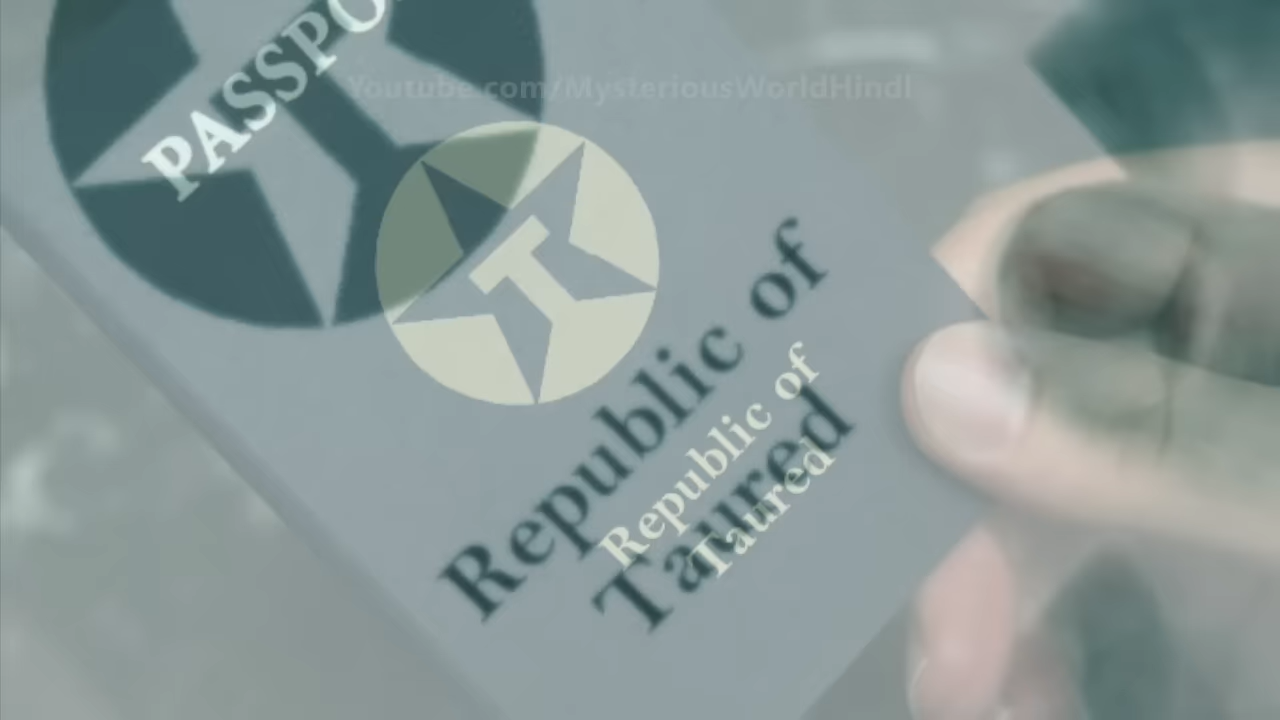 PASSPO
Youtube.com/MysteriousWorldHindI
Republic of
Taured
Republic of
Taured